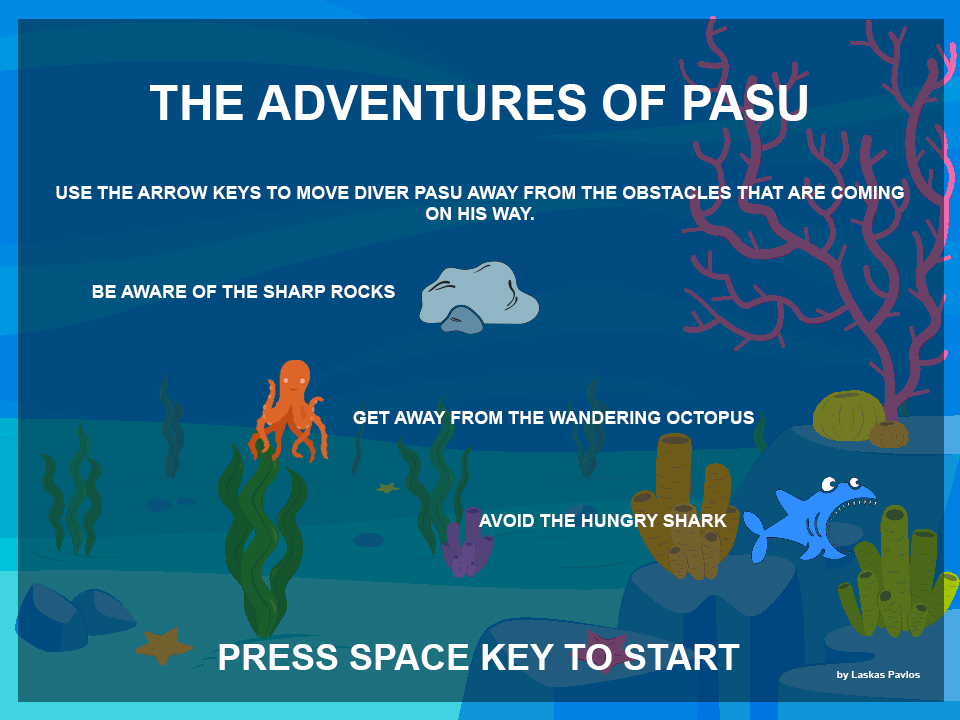 THE ADVENTURES OF PASU
USE THE ARROW KEYS TO MOVE DIVER PASU AWAY FROM THE OBSTACLES THAT ARE COMING
ON HIS WAY.
BE AWARE OF THE SHARP ROCKS
GET AWAY FROM THE WANDERING OCTOPUS
AVOID THE HUNGRY SHARK
PRESS SPACE KEY TO START
by Laskas Pavlos